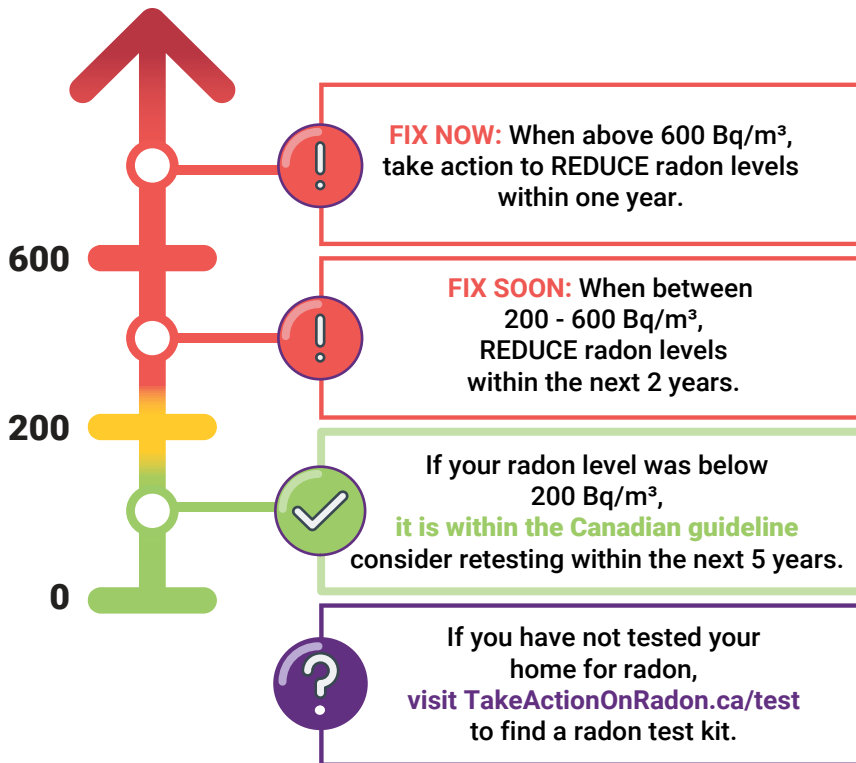 FIX NOW: When above 600 Bq/m³,
take action to REDUCE radon levels
within one year.
600
FIX SOON: When between
200 - 600 Bq/m³,
REDUCE radon levels
within the next 2 years.
200
If your radon level was below
200 Bq/m³,
it is within the Canadian guideline
consider retesting within the next 5 years.
0
If you have not tested your
home for radon,
visit TakeActionOnRadon.ca/test
to find a radon test kit.